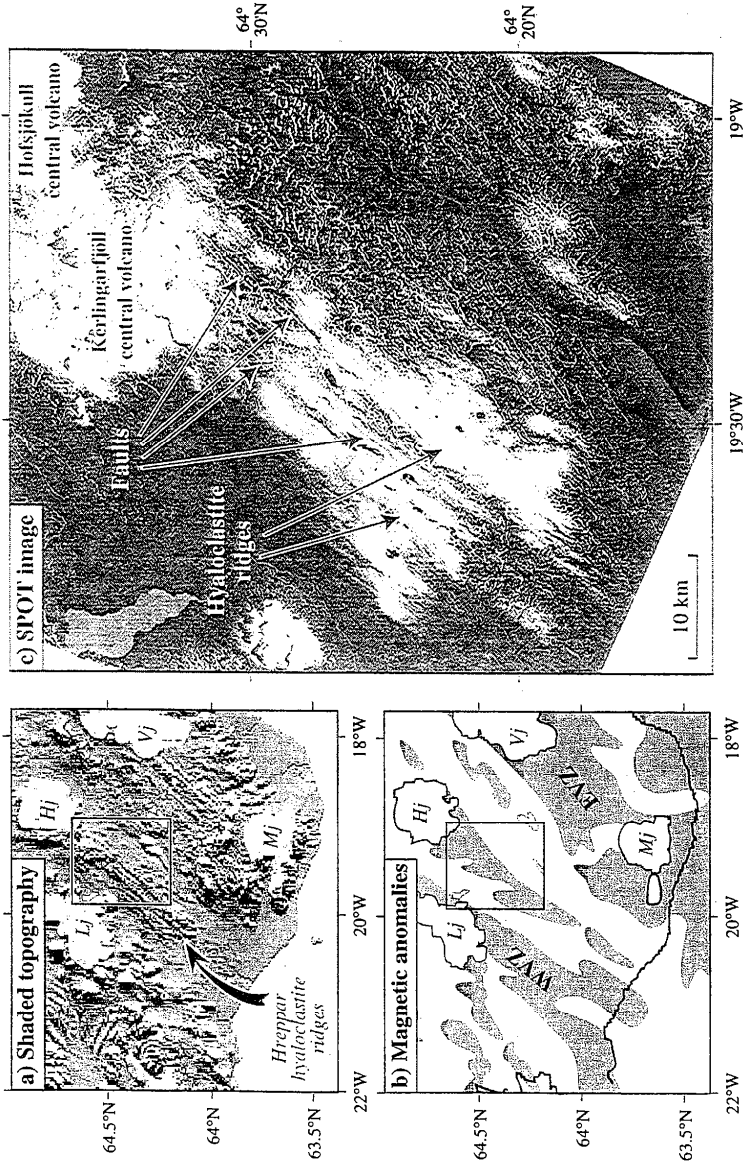 a) Shaded topography
Lj
Hj
Vj
Mj
Hreppar
hyaloclastite
ridges
64.5°N
64°N
63.5°N
22°W
20°W
18°W
b) Magnetic anomalies
Lj
Hj
Vj
Mj
WVZ
EVZ
64.5°N
64°N
63.5°N
22°W
20°W
18°W
c) SPOT image
Hofsjökull
central volcano
Kerlingarfjöll
central volcano
Faults
Hyaloclastite
ridges
10 km
64°
30'N
64°
20'N
19°30'W
19°W